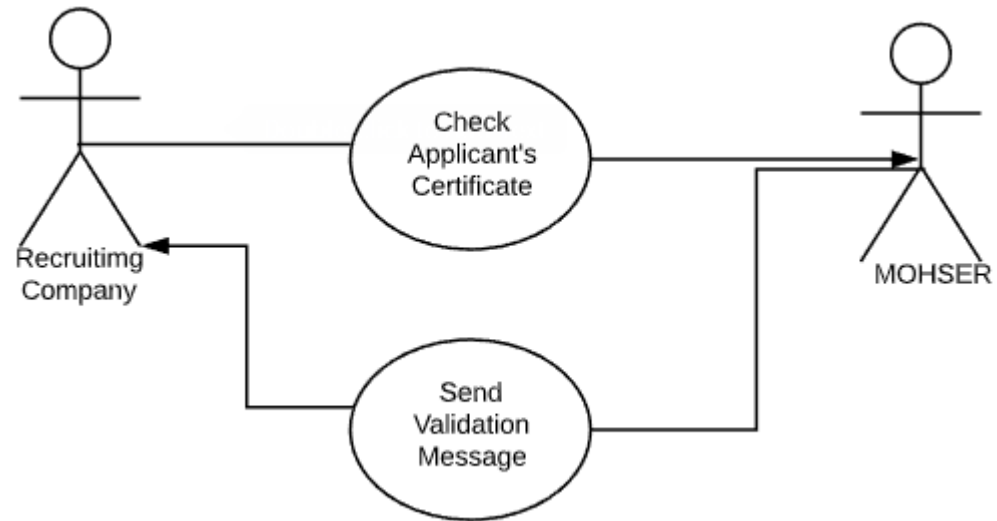 Check
Applicant's
Certificate
Recruitimg
Company
MOHSER
Send
Validation
Message